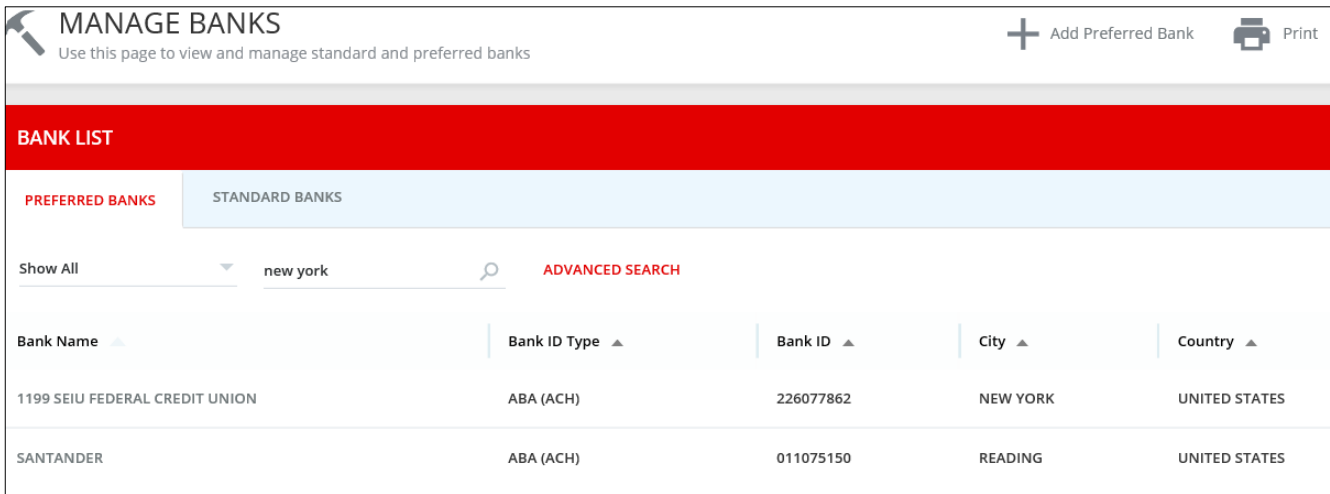 MANAGE BANKS
Use this page to view and manage standard and preferred banks
Add Preferred Bank
Print
BANK LIST
PREFERRED BANKS
STANDARD BANKS
Show All
new york
ADVANCED SEARCH
Bank Name Bank ID Type Bank ID City Country
1199 SEIU FEDERAL CREDIT UNION ABA (ACH) 226077862 NEW YORK UNITED STATES
SANTANDER ABA (ACH) 011075150 READING UNITED STATES